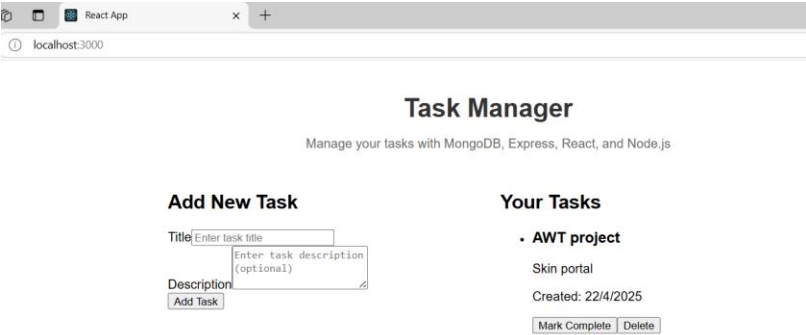 React App
localhost:3000
Task Manager
Manage your tasks with MongoDB, Express, React, and Node.js
Add New Task
Title Enter task title
Enter task description
(optional)
Description
Add Task
Your Tasks
• AWT project
Skin portal
Created: 22/4/2025
Mark Complete Delete